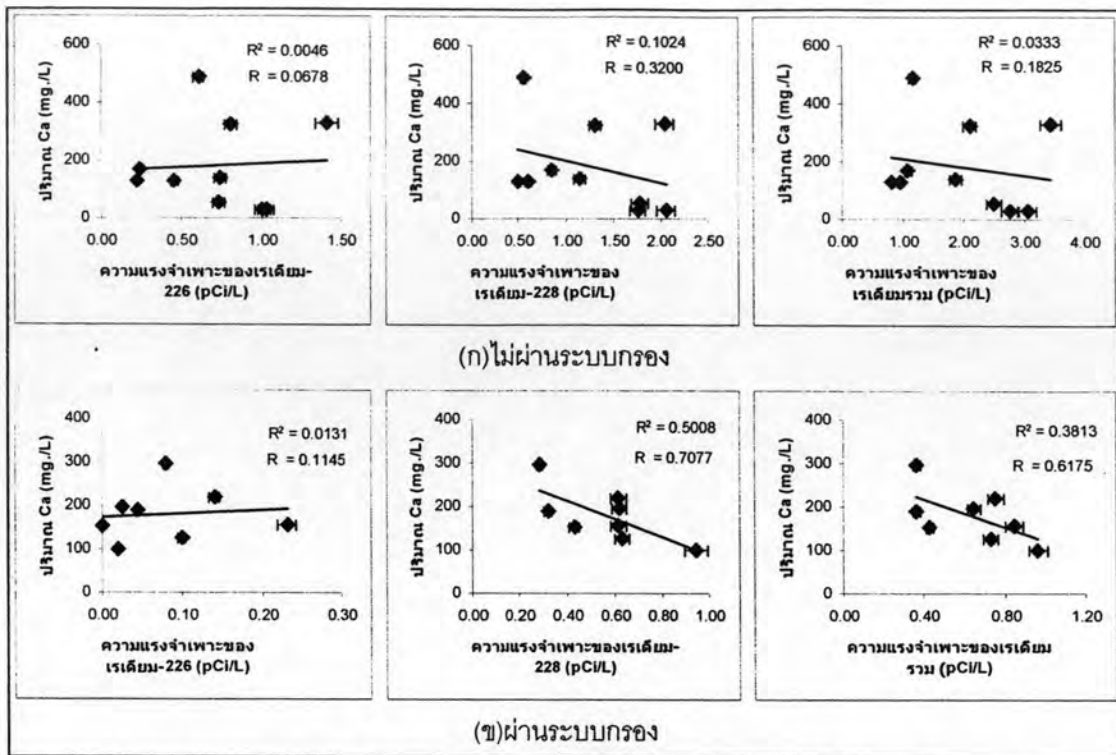 R² = 0.0046
R = 0.0678
ปริมาณ Ca (mg./L)
600
400
200
0
0.00 0.50 1.00 1.50
ความแรงจำเพาะของเรเดียม-
226 (pCi/L)
R² = 0.1024
R = 0.3200
ปริมาณ Ca (mg./L)
600
400
200
0
0.00 0.50 1.00 1.50 2.00 2.50
ความแรงจำเพาะของ
เรเดียม-228 (pCi/L)
R² = 0.0333
R = 0.1825
ปริมาณ Ca (mg./L)
600
400
200
0
0.00 1.00 2.00 3.00 4.00
ความแรงจำเพาะของ
เรเดียมรวม (pCi/L)
(ก)ไม่ผ่านระบบกรอง
R² = 0.0131
R = 0.1145
ปริมาณ Ca (mg./L)
400
300
200
100
0
0.00 0.10 0.20 0.30
ความแรงจำเพาะของ
เรเดียม-226 (pCi/L)
R² = 0.5008
R = 0.7077
ปริมาณ Ca (mg./L)
400
300
200
100
0
0.00 0.20 0.40 0.60 0.80 1.00
ความแรงจำเพาะของเรเดียม-
228 (pCi/L)
R² = 0.3813
R = 0.6175
ปริมาณ Ca (mg./L)
400
300
200
100
0
0.00 0.40 0.80 1.20
ความแรงจำเพาะของเรเดียม
รวม (pCi/L)
(ข)ผ่านระบบกรอง